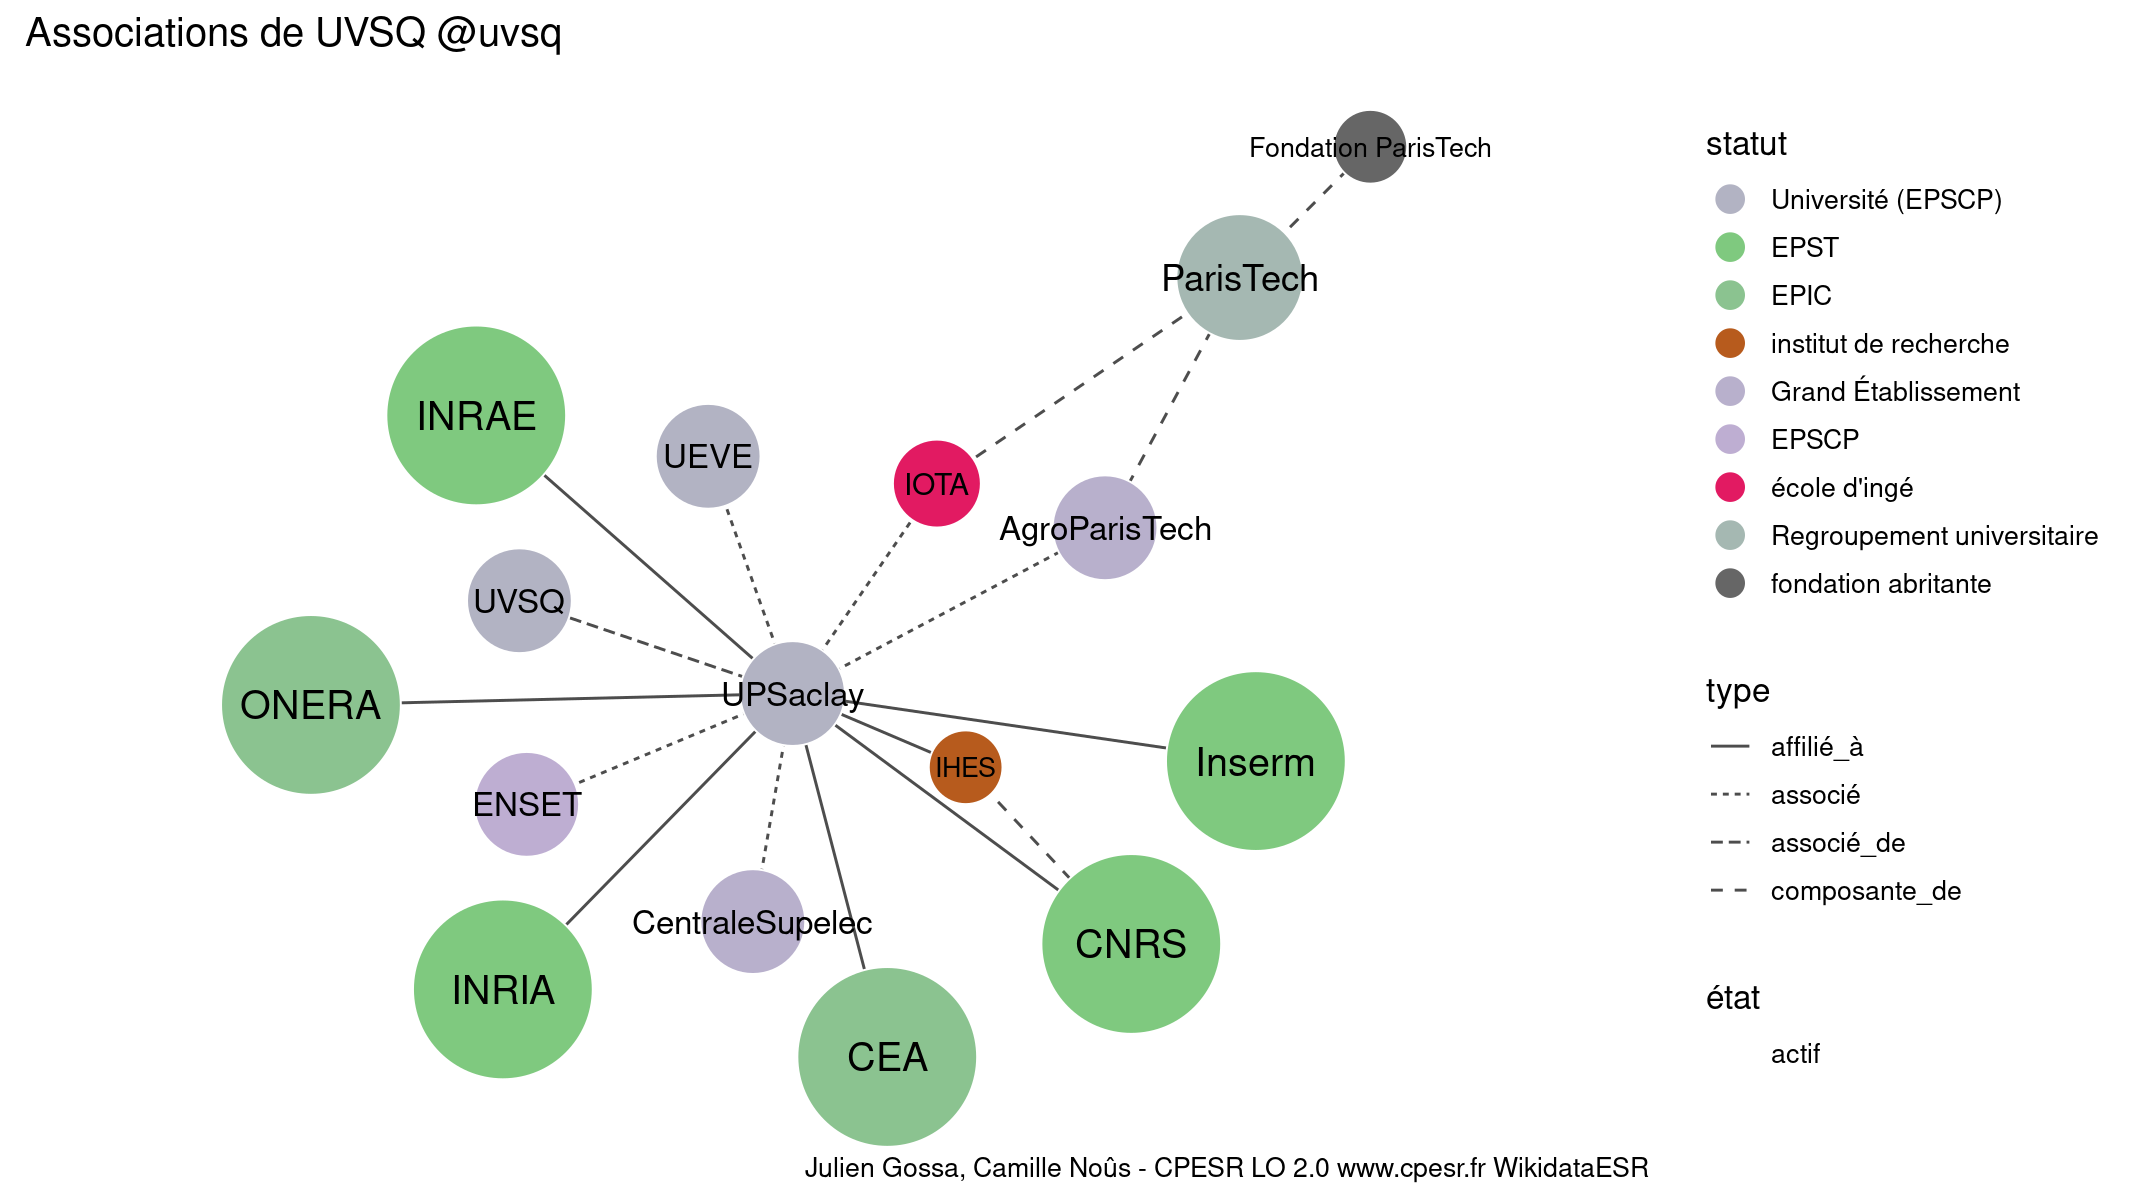 Associations de UVSQ @uvsq
Fondation ParisTech
ParisTech
INRAE
UEVE
IOTA
AgroParisTech
UVSQ
ONERA
UPSaclay
Inserm
IHES
ENSET
CentraleSupelec
CNRS
INRIA
CEA
statut
Université (EPSCP)
EPST
EPIC
institut de recherche
Grand Établissement
EPSCP
école d'ingé
Regroupement universitaire
fondation abritante
type
affilié_à
associé
associé_de
composante_de
état
actif
Julien Gossa, Camille Noûs - CPESR LO 2.0 www.cpesr.fr WikidataESR